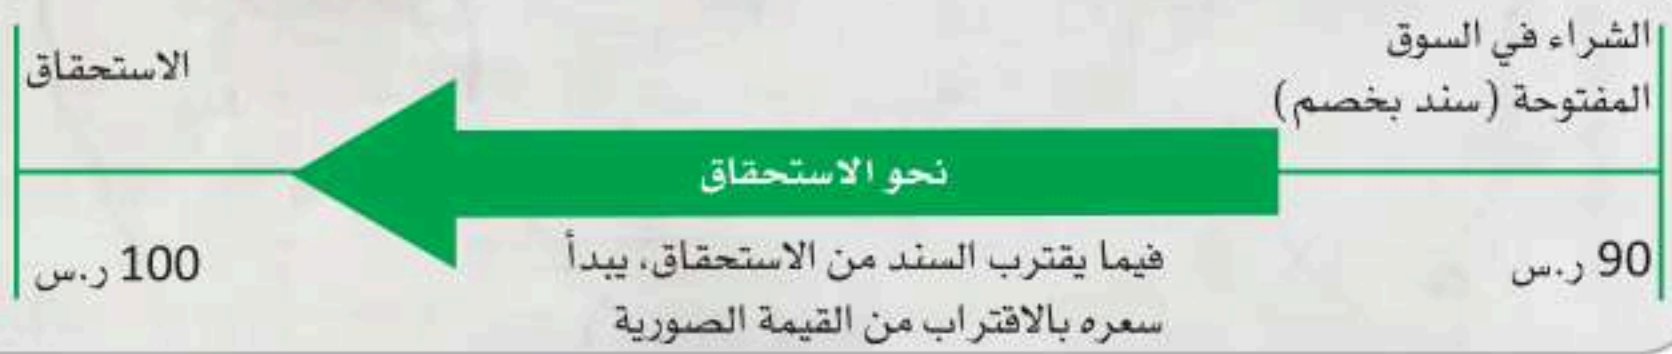 الشراء في السوق
المفتوحة (سند بخصم)
الاستحقاق
نحو الاستحقاق
90 ر.س
فيما يقترب السند من الاستحقاق، يبدأ
سعره بالاقتراب من القيمة الصورية
100 ر.س